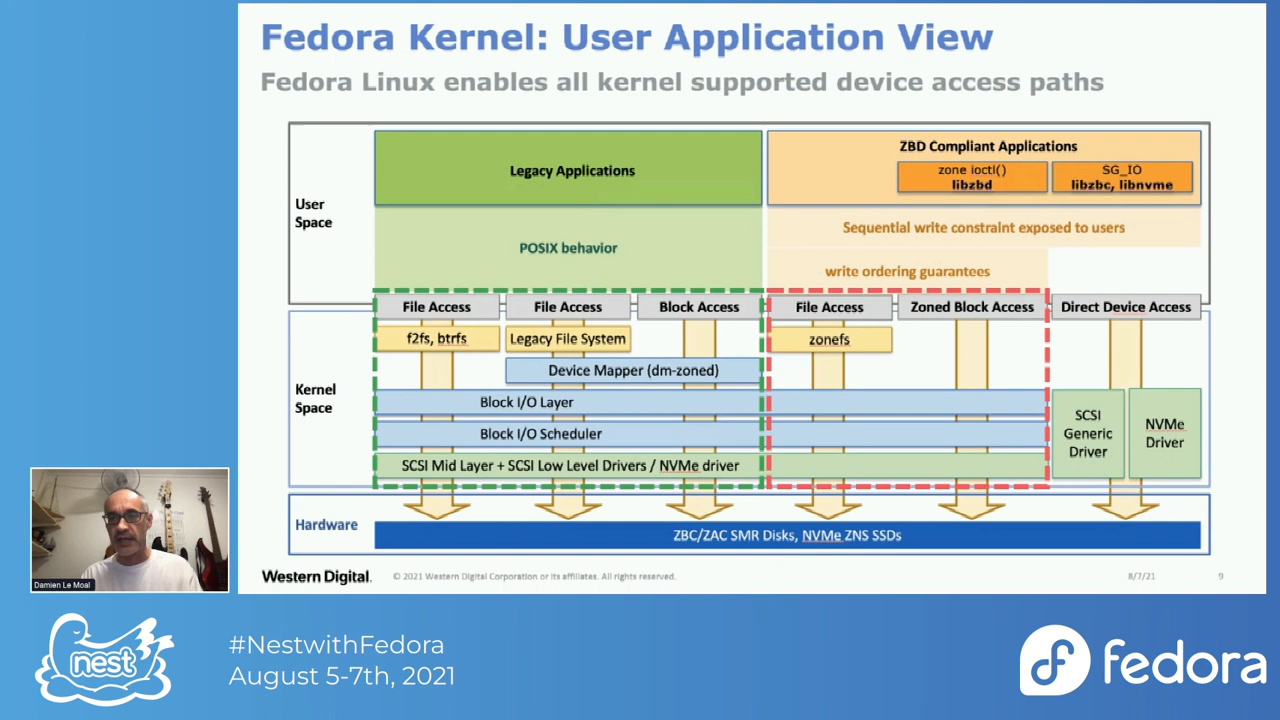 Fedora Kernel: User Application View
Fedora Linux enables all kernel supported device access paths
User
Space
Legacy Applications
ZBD Compliant Applications
zone ioctl()
libzbd
SG_IO
libzbc, libnvme
POSIX behavior
Sequential write constraint exposed to users
write ordering guarantees
File Access
File Access
Block Access
File Access
Zoned Block Access
Direct Device Access
Kernel
Space
f2fs, btrfs
Legacy File System
zonefs
Device Mapper (dm-zoned)
Block I/O Layer
Block I/O Scheduler
SCSI Mid Layer + SCSI Low Level Drivers / NVMe driver
SCSI
Generic
Driver
NVMe
Driver
Hardware
ZBC/ZAC SMR Disks, NVMe ZNS SSDs
Western Digital.
© 2021 Western Digital Corporation or its affiliates. All rights reserved.
8/7/21
9
Damien Le Moal
nest
#NestwithFedora
August 5-7th, 2021
fedora